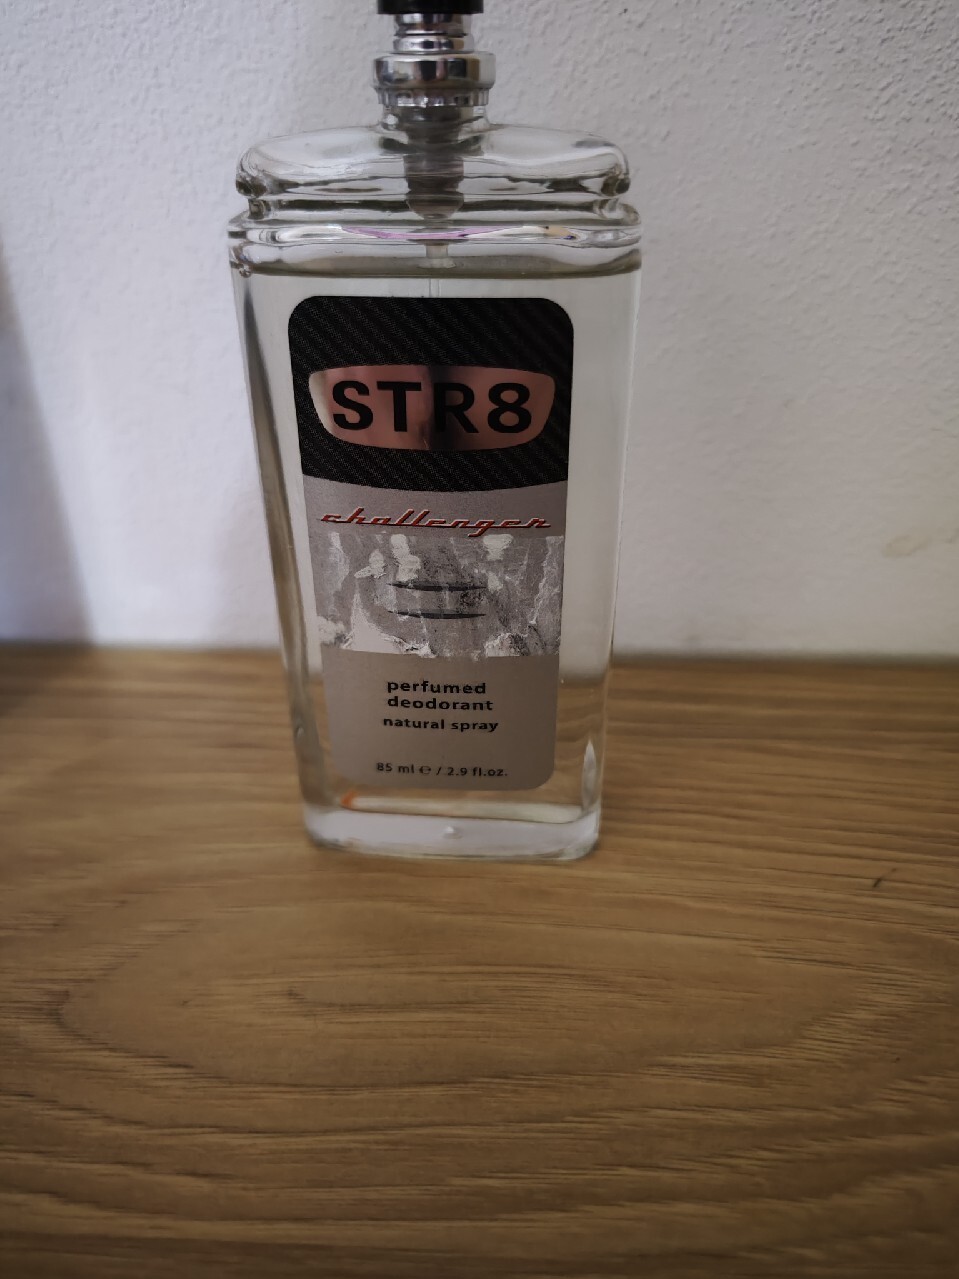 STR8
challenger
perfumed
deodorant
natural spray
85 ml ℮ / 2.9 fl.oz.